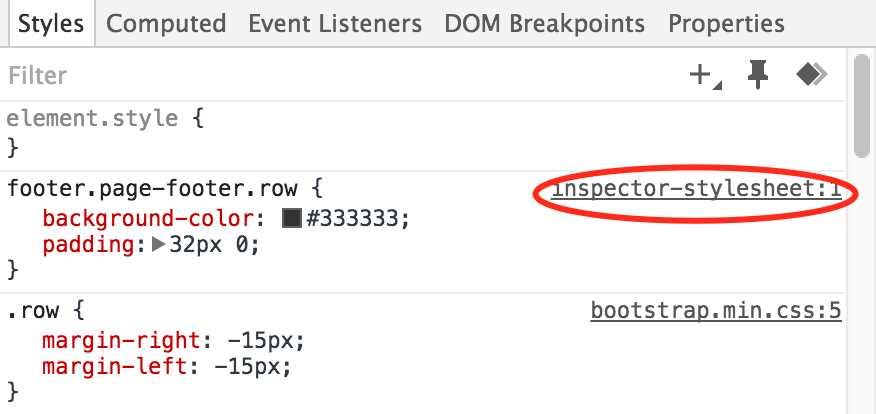 Styles Computed Event Listeners DOM Breakpoints Properties
Filter
element.style {
}
footer.page-footer.row { inspector-stylesheet:1
background-color: #333333;
padding: 32px 0;
}
.row { bootstrap.min.css:5
margin-right: -15px;
margin-left: -15px;
}